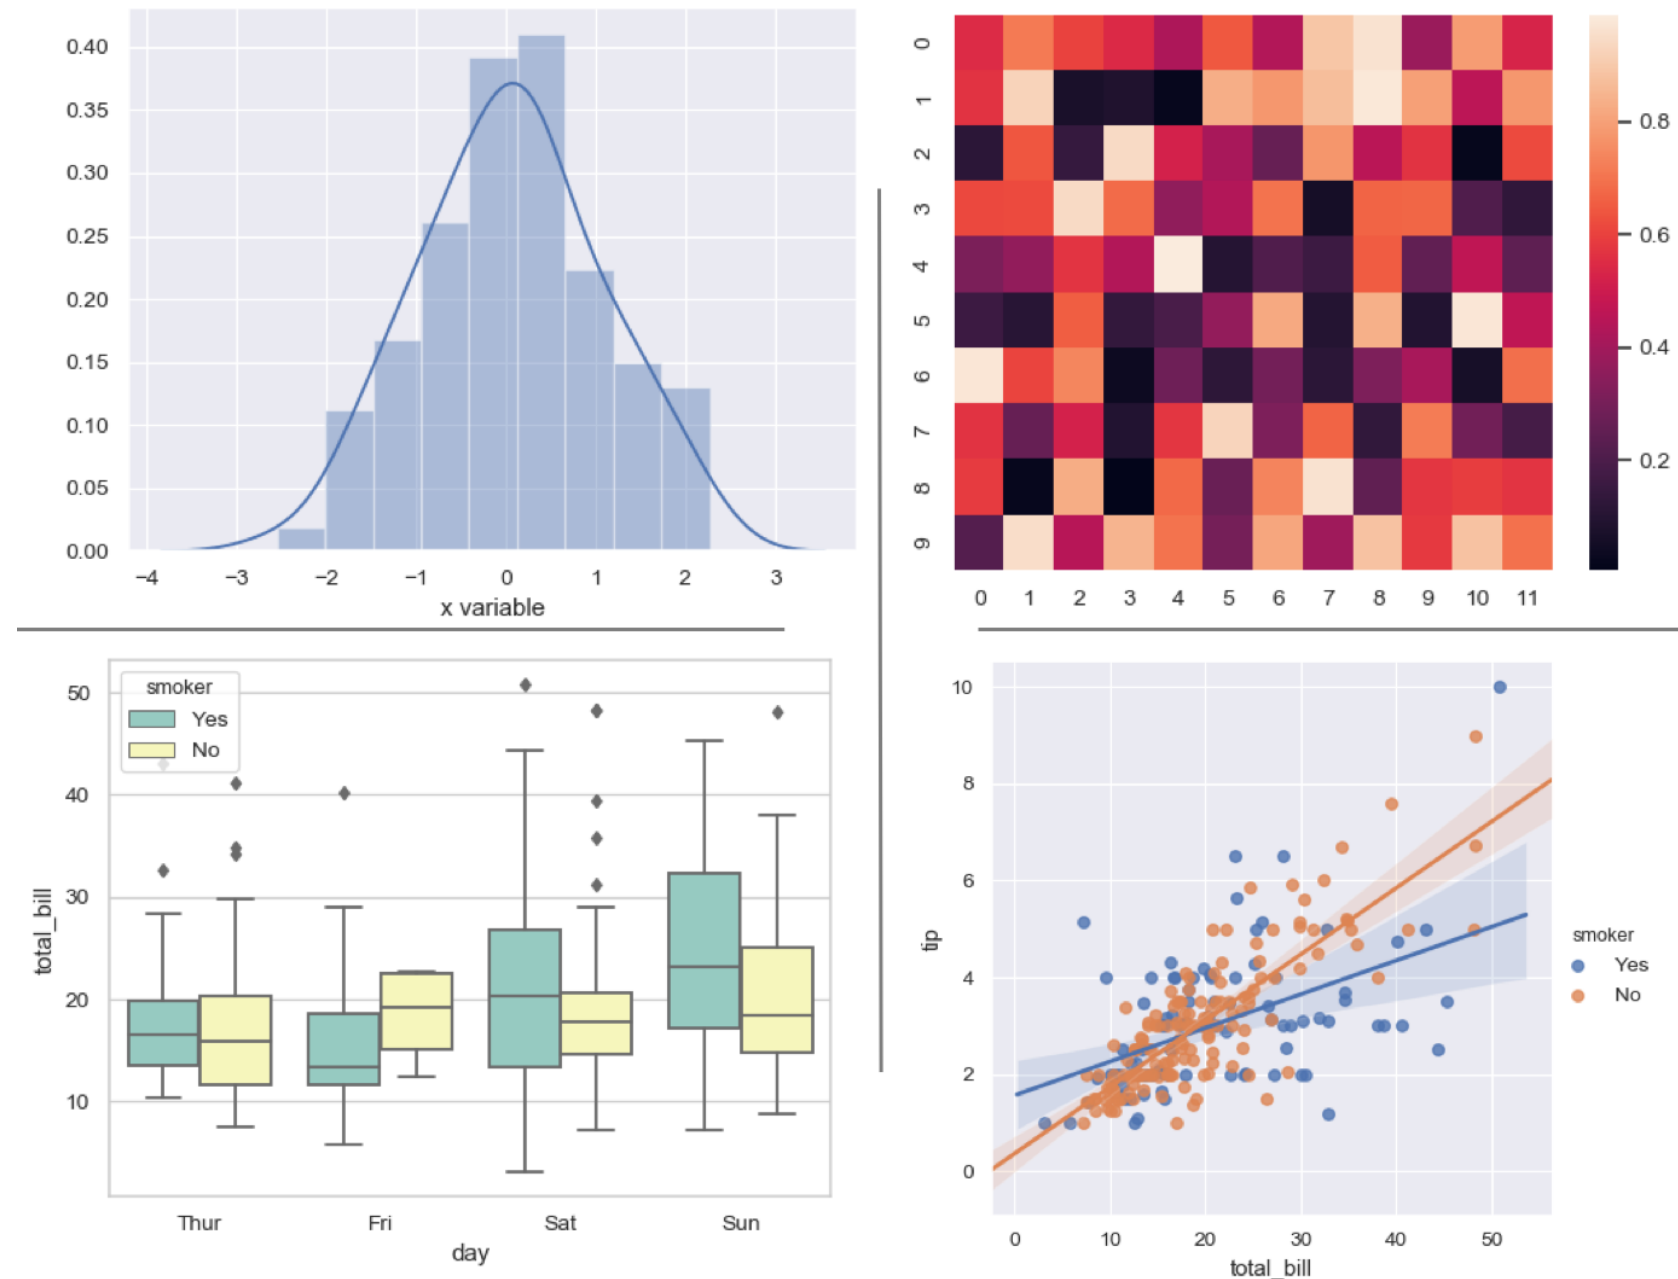 0.40
0.35
0.30
0.25
0.20
0.15
0.10
0.05
0.00
−4 −3 −2 −1 0 1 2 3
x variable
0
1
2
3
4
5
6
7
8
9
0 1 2 3 4 5 6 7 8 9 10 11
0.8
0.6
0.4
0.2
smoker
Yes
No
50
40
30
20
10
total_bill
Thur Fri Sat Sun
day
10
8
6
4
2
0
tip
0 10 20 30 40 50
total_bill
smoker
Yes
No